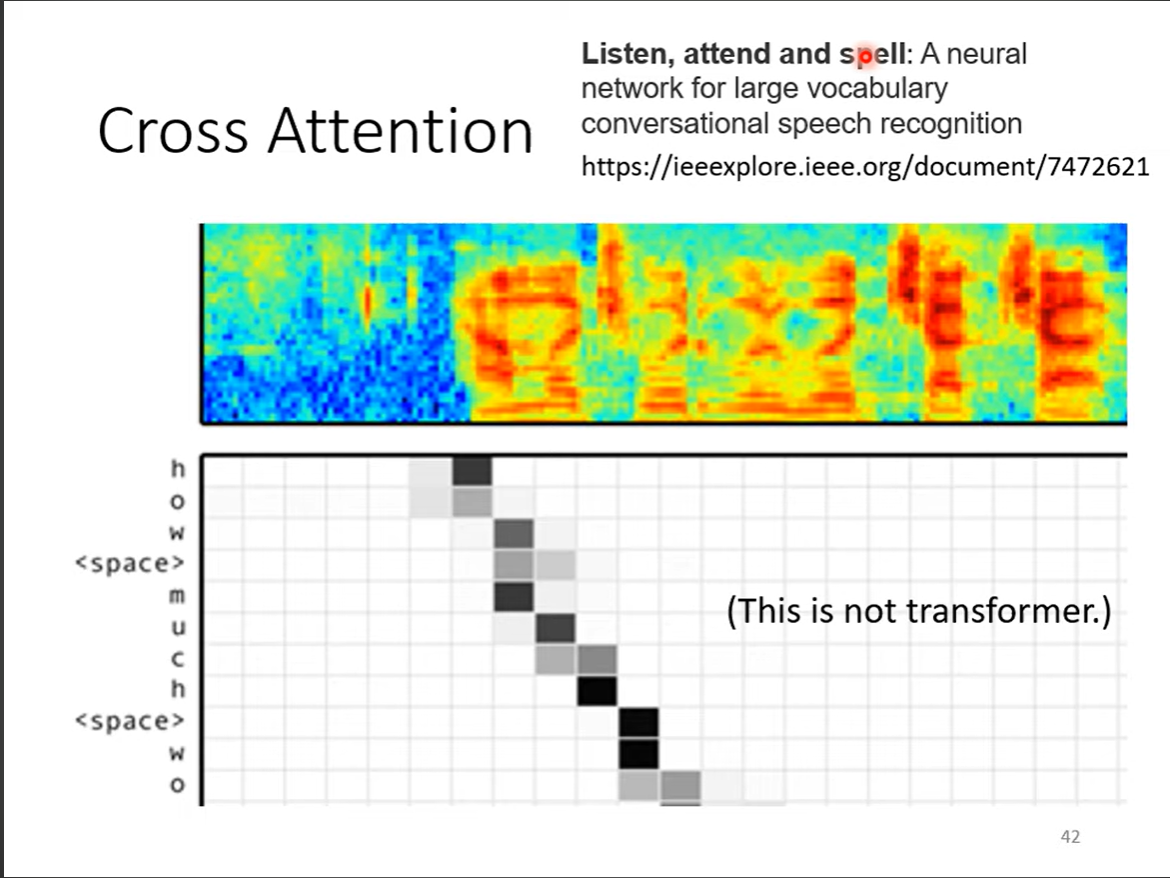 Cross Attention
Listen, attend and spell: A neural
network for large vocabulary
conversational speech recognition
https://ieeexplore.ieee.org/document/7472621
h
o
w
<space>
m
u
c
h
<space>
w
o
(This is not transformer.)
42